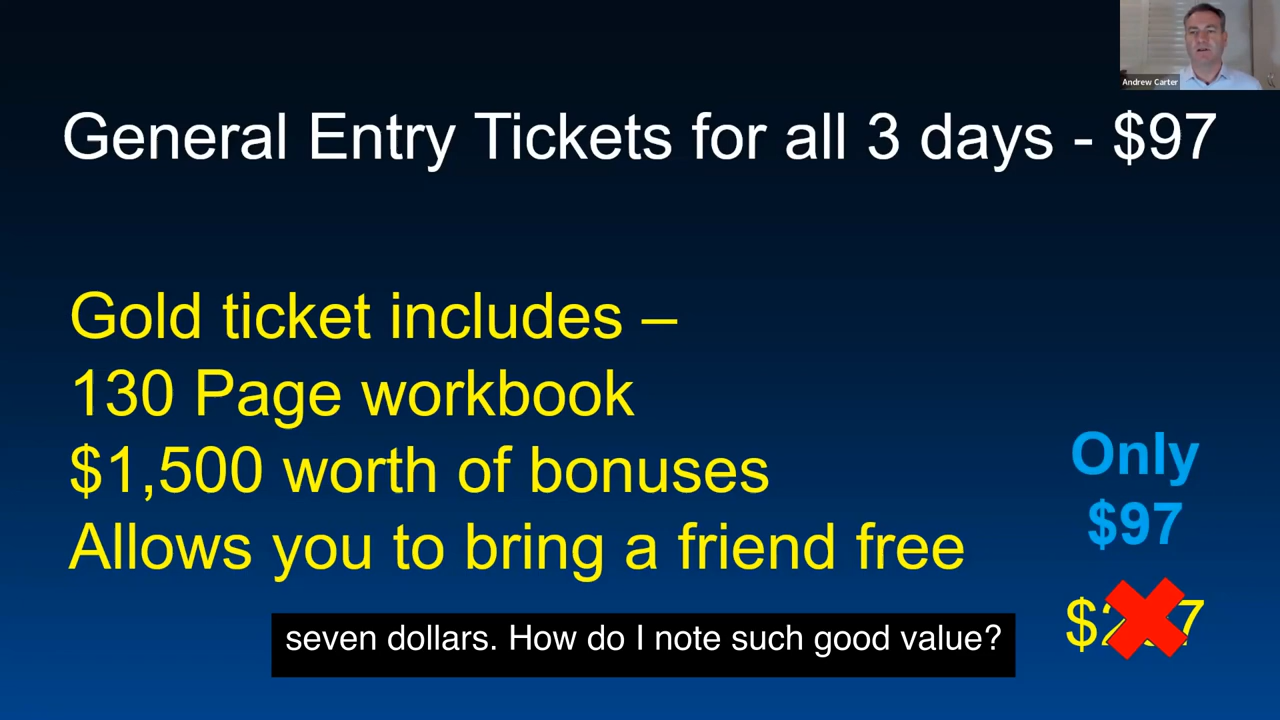 Andrew Carter
General Entry Tickets for all 3 days - $97
Gold ticket includes –
130 Page workbook
$1,500 worth of bonuses
Allows you to bring a friend free
Only
$97
seven dollars. How do I note such good value?